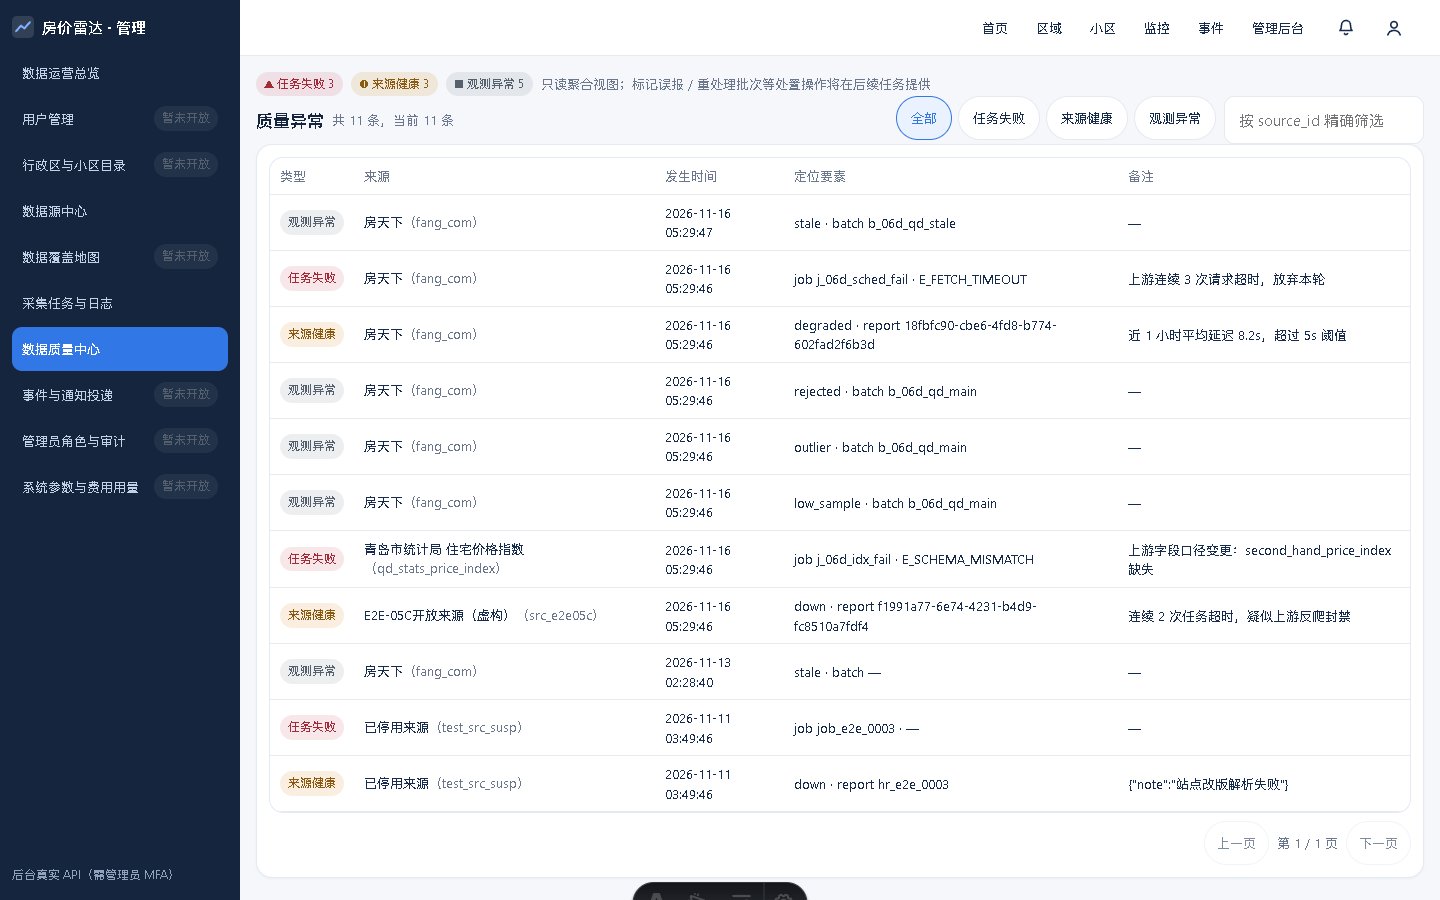 房价雷达 · 管理
首页 区域 小区 监控 事件 管理后台
数据运营总览
用户管理 暂未开放
行政区与小区目录 暂未开放
数据源中心
数据覆盖地图 暂未开放
采集任务与日志
数据质量中心
事件与通知投递 暂未开放
管理员角色与审计 暂未开放
系统参数与费用用量 暂未开放
后台真实 API（需管理员 MFA）
任务失败 3 来源健康 3 观测异常 5 只读聚合视图；标记误报 / 重处理批次等处置操作将在后续任务提供
质量异常 共 11 条，当前 11 条 全部 任务失败 来源健康 观测异常 按 source_id 精确筛选
类型 来源 发生时间 定位要素 备注
观测异常 房天下（fang_com） 2026-11-16 05:29:47 stale · batch b_06d_qd_stale —
任务失败 房天下（fang_com） 2026-11-16 05:29:46 job j_06d_sched_fail · E_FETCH_TIMEOUT 上游连续 3 次请求超时，放弃本轮
来源健康 房天下（fang_com） 2026-11-16 05:29:46 degraded · report 18fbfc90-cbe6-4fd8-b774-602fad2f6b3d 近 1 小时平均延迟 8.2s，超过 5s 阈值
观测异常 房天下（fang_com） 2026-11-16 05:29:46 rejected · batch b_06d_qd_main —
观测异常 房天下（fang_com） 2026-11-16 05:29:46 outlier · batch b_06d_qd_main —
观测异常 房天下（fang_com） 2026-11-16 05:29:46 low_sample · batch b_06d_qd_main —
任务失败 青岛市统计局 住宅价格指数（qd_stats_price_index） 2026-11-16 05:29:46 job j_06d_idx_fail · E_SCHEMA_MISMATCH 上游字段口径变更：second_hand_price_index 缺失
来源健康 E2E-05C开放来源（虚构）（src_e2e05c） 2026-11-16 05:29:46 down · report f1991a77-6e74-4231-b4d9-fc8510a7fdf4 连续 2 次任务超时，疑似上游反爬封禁
观测异常 房天下（fang_com） 2026-11-13 02:28:40 stale · batch — —
任务失败 已停用来源（test_src_susp） 2026-11-11 03:49:46 job job_e2e_0003 · — —
来源健康 已停用来源（test_src_susp） 2026-11-11 03:49:46 down · report hr_e2e_0003 {"note":"站点改版解析失败"}
上一页 第 1 / 1 页 下一页